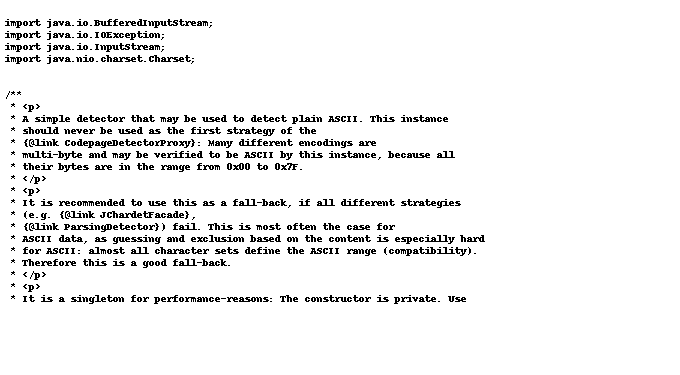 import java.io.BufferedInputStream;
import java.io.IOException;
import java.io.InputStream;
import java.nio.charset.Charset;
/**
 * <p>
 * A simple detector that may be used to detect plain ASCII. This instance
 * should never be used as the first strategy of the
 * {@link CodepageDetectorProxy}: Many different encodings are
 * multi-byte and may be verified to be ASCII by this instance, because all
 * their bytes are in the range from 0x00 to 0x7F.
 * </p>
 * <p>
 * It is recommended to use this as a fall-back, if all different strategies
 * (e.g. {@link JChardetFacade},
 * {@link ParsingDetector}) fail. This is most often the case for
 * ASCII data, as guessing and exclusion based on the content is especially hard
 * for ASCII: almost all character sets define the ASCII range (compatibility).
 * Therefore this is a good fall-back.
 * </p>
 * <p>
 * It is a singleton for performance-reasons: The constructor is private. Use